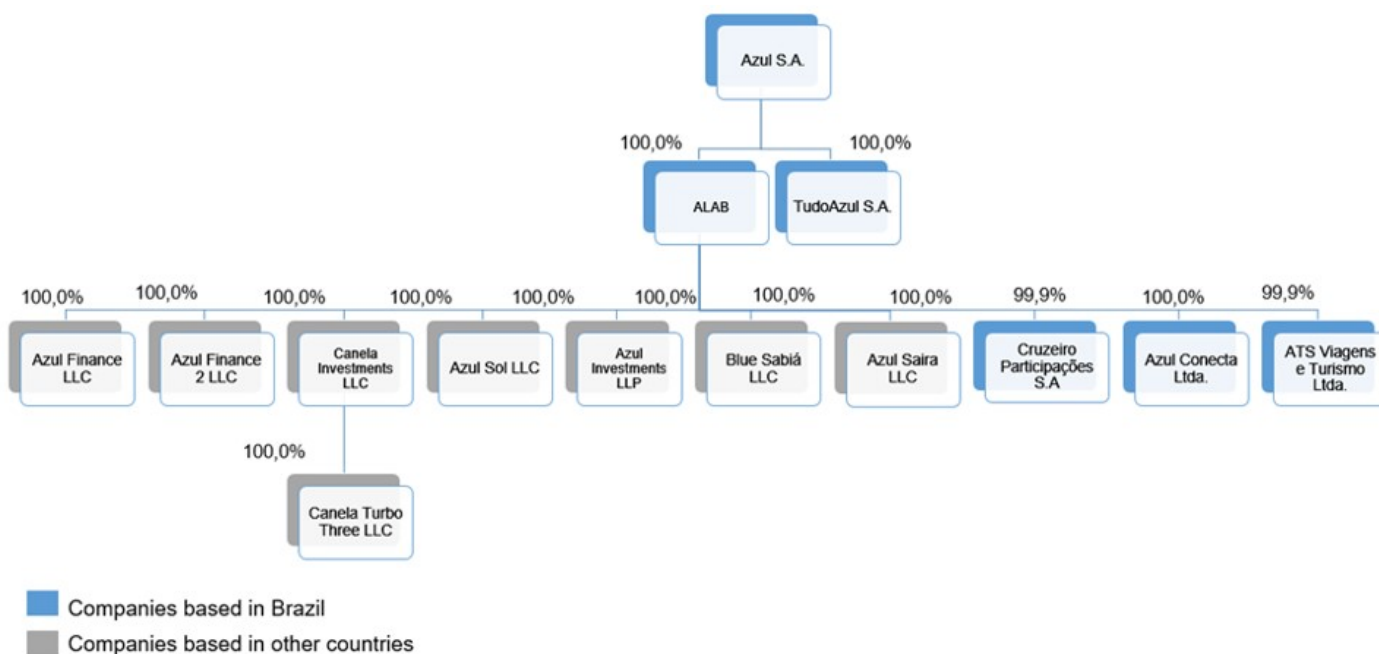 Azul S.A.
100,0%
100,0%
ALAB
TudoAzul S.A.
100,0%
100,0%
100,0%
100,0%
100,0%
100,0%
100,0%
100,0%
99,9%
100,0%
99,9%
Azul Finance
LLC
Azul Finance
2 LLC
Canela
Investments
LLC
Azul Sol LLC
Azul
Investments
LLP
Blue Sabiá
LLC
Azul Saira
LLC
Cruzeiro
Participações
S.A
Azul Conecta
Ltda.
ATS Viagens
e Turismo
Ltda.
100,0%
Canela Turbo
Three LLC
Companies based in Brazil
Companies based in other countries